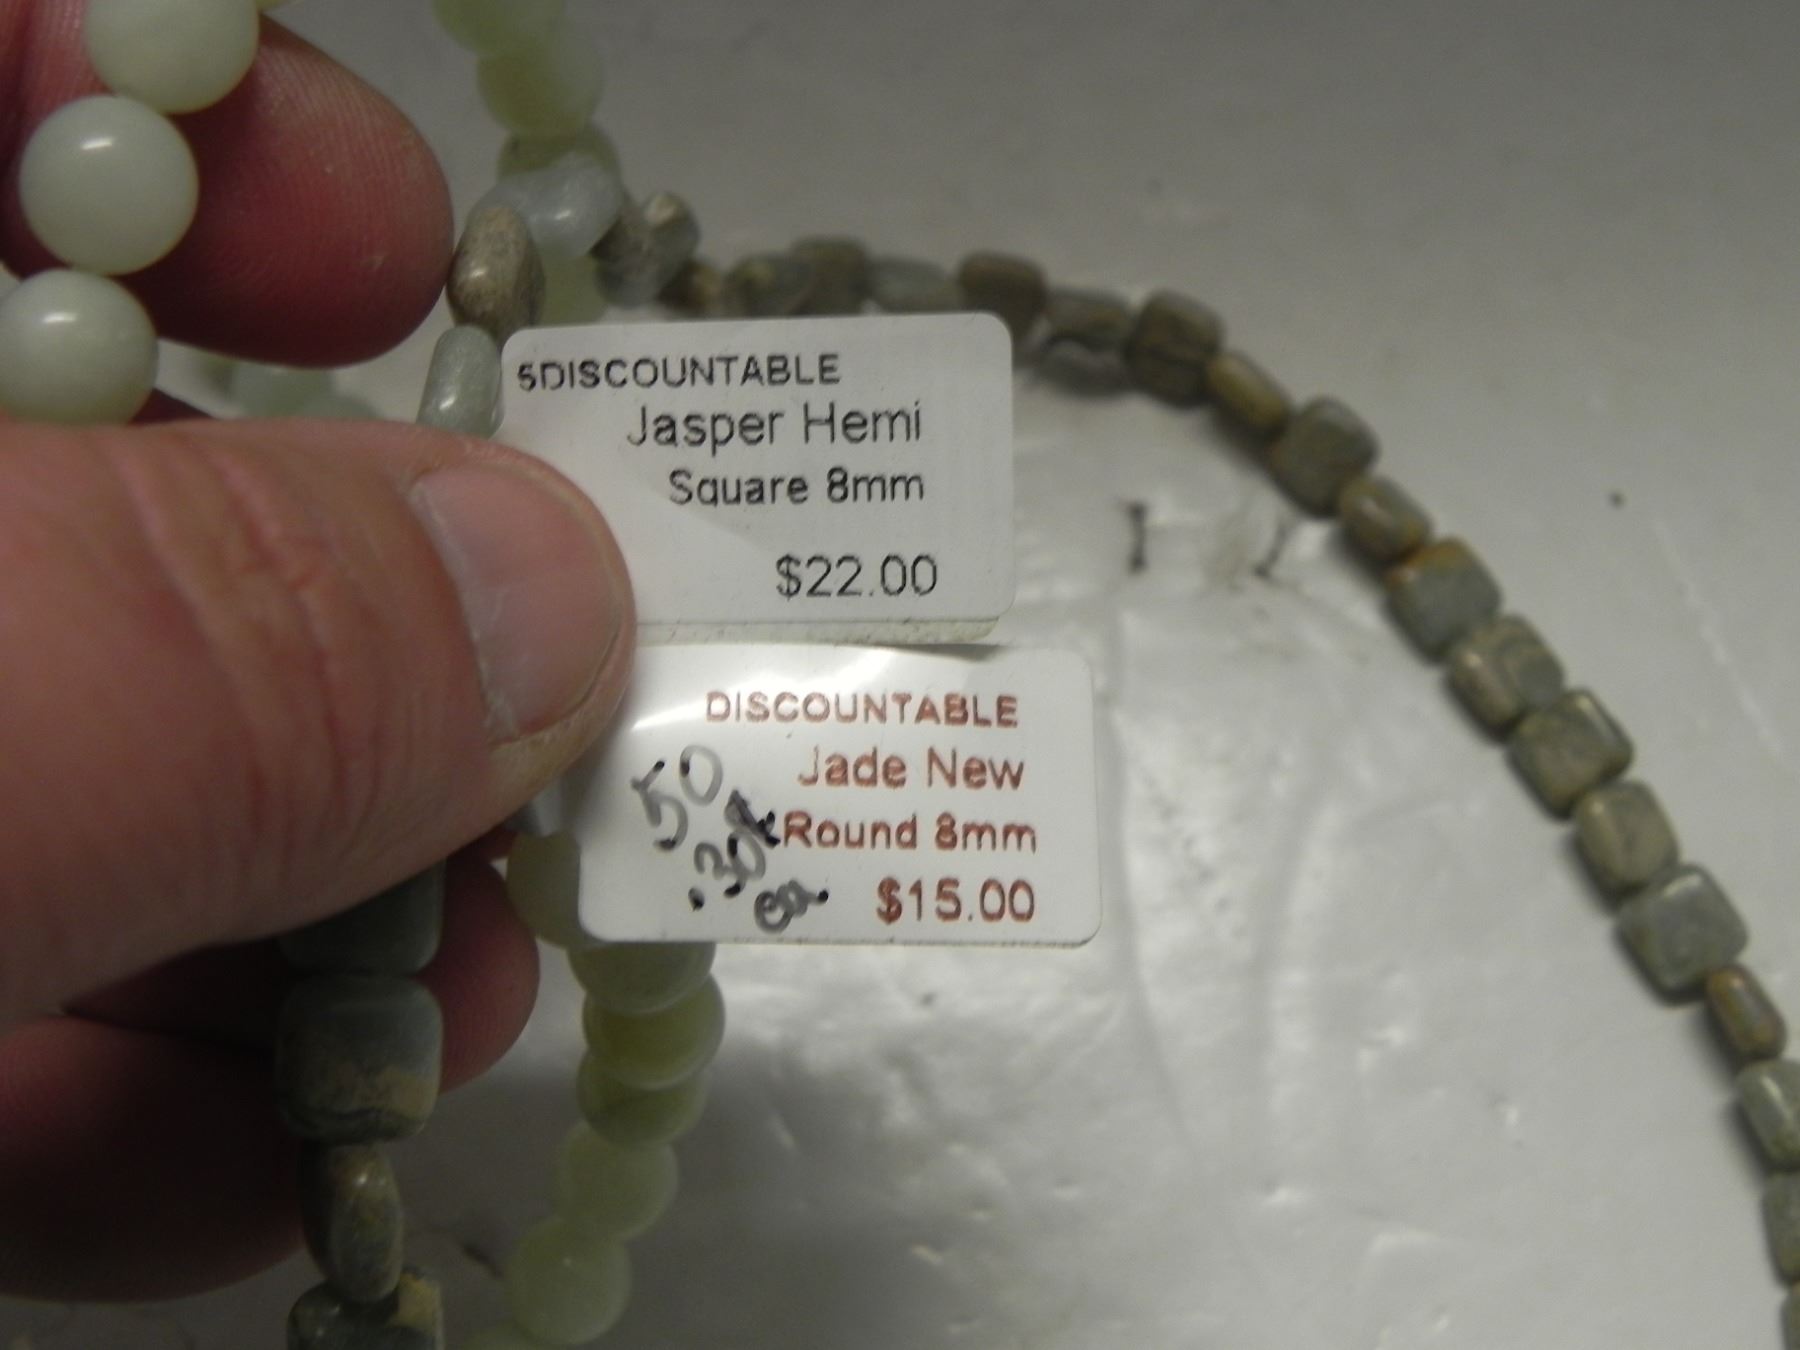 5DISCOUNTABLE
Jasper Hemi
Square 8mm
$22.00
DISCOUNTABLE
Jade New
Round 8mm
$15.00
50
.30
ea.